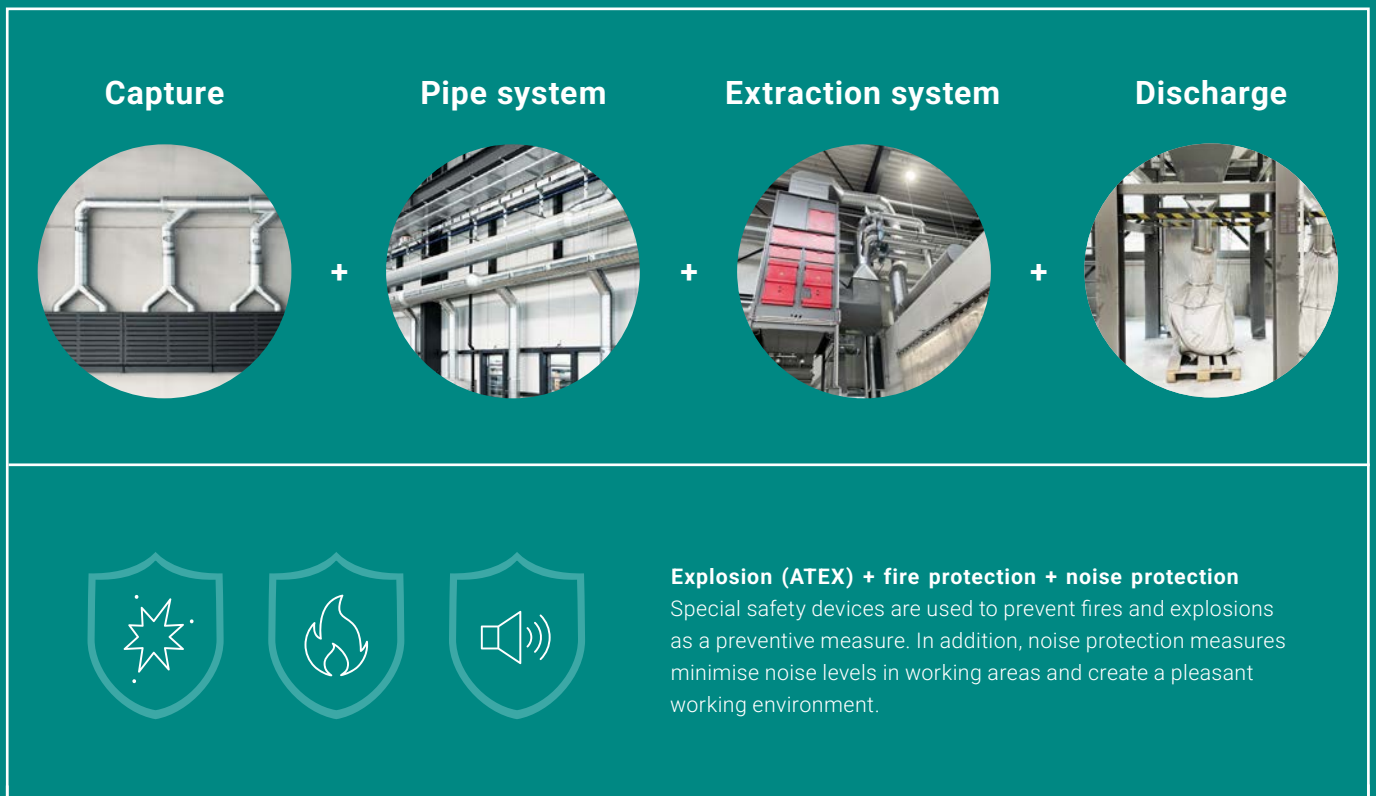 Capture
Pipe system
Extraction system
Discharge
+
+
+
Explosion (ATEX) + fire protection + noise protection
Special safety devices are used to prevent fires and explosions
as a preventive measure. In addition, noise protection measures
minimise noise levels in working areas and create a pleasant
working environment.